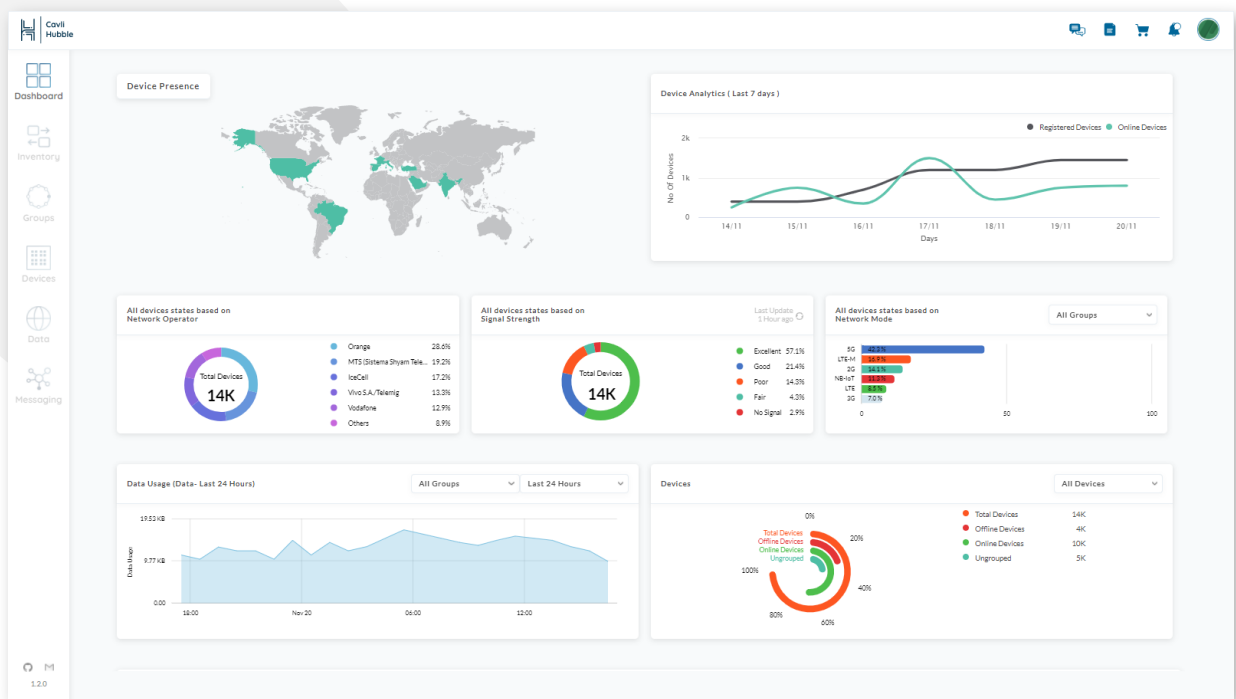 Cavli
Hubble
Dashboard
Inventory
Groups
Devices
Data
Messaging
1.2.0
Device Presence
Device Analytics ( Last 7 days )
Registered Devices
Online Devices
No Of Devices
2k
1k
0
14/11
15/11
16/11
17/11
18/11
19/11
20/11
Days
All devices states based on
Network Operator
Total Devices
14K
Orange 28.6%
MTS (Sistema Shyam Tele... 19.2%
IceCell 17.2%
Vivo S.A./Telemig 13.3%
Vodafone 12.9%
Others 8.9%
All devices states based on
Signal Strength
Last Update
1 Hour ago
Total Devices
14K
Excellent 57.1%
Good 21.4%
Poor 14.3%
Fair 4.3%
No Signal 2.9%
All devices states based on
Network Mode
All Groups
5G 42.3%
LTE-M 16.9%
2G 14.1%
NB-IoT 11.3%
LTE 8.5%
3G 7.0%
0
50
100
Data Usage (Data- Last 24 Hours)
All Groups
Last 24 Hours
Data Usage
19.53 KB
9.77 KB
0.00
18:00
Nov 20
06:00
12:00
Devices
All Devices
0%
20%
40%
60%
80%
100%
Total Devices
Offline Devices
Online Devices
Ungrouped
Total Devices 14K
Offline Devices 4K
Online Devices 10K
Ungrouped 5K